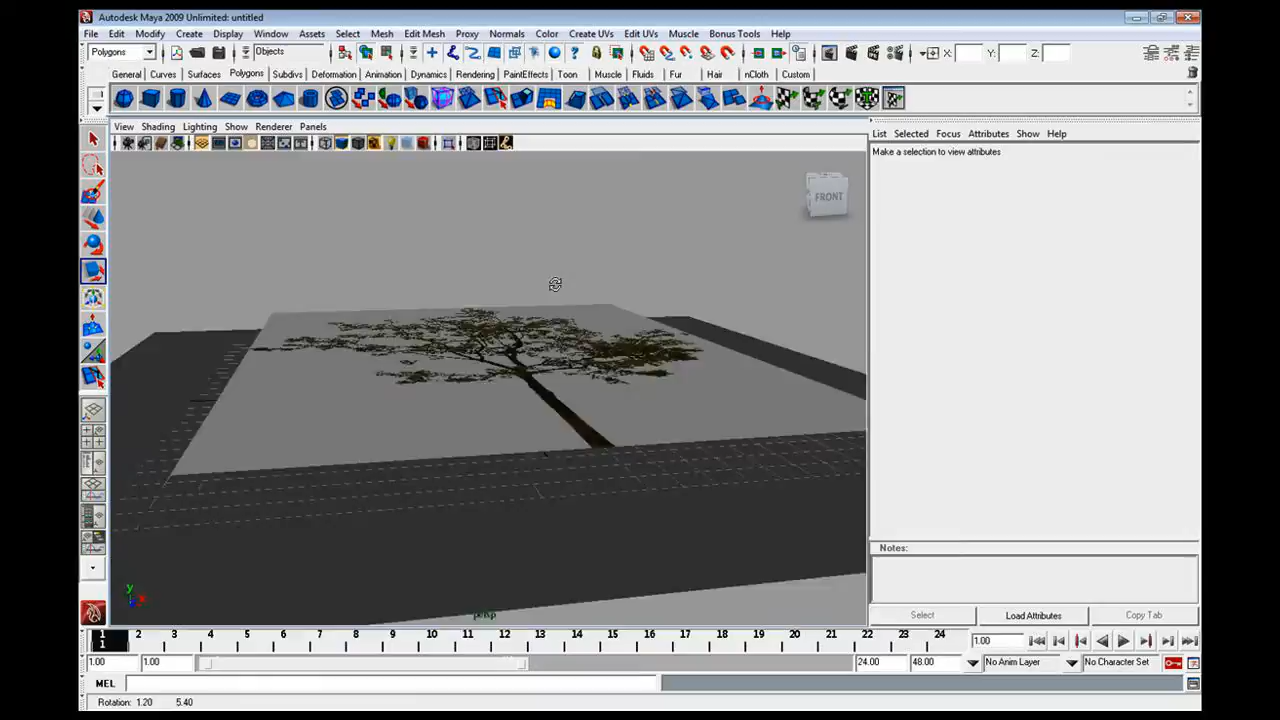 Autodesk Maya 2009 Unlimited: untitled
File Edit Modify Create Display Window Assets Select Mesh Edit Mesh Proxy Normals Color Create UVs Edit UVs Muscle Bonus Tools Help
Polygons Objects X: Y: Z:
General Curves Surfaces Polygons Subdivs Deformation Animation Dynamics Rendering PaintEffects Toon Muscle Fluids Fur Hair nCloth Custom
View Shading Lighting Show Renderer Panels
List Selected Focus Attributes Show Help
Make a selection to view attributes
FRONT
Notes:
y
x
persp
Select Load Attributes Copy Tab
1 2 3 4 5 6 7 8 9 10 11 12 13 14 15 16 17 18 19 20 21 22 23 24 1.00
1
1.00 1.00 24.00 48.00 No Anim Layer No Character Set
MEL
Rotation: 1.20 5.40